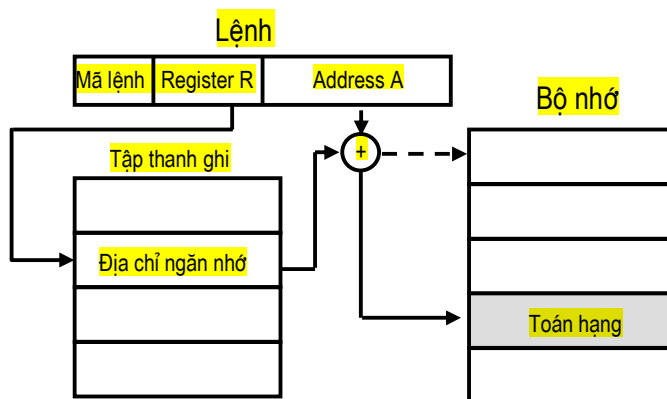 Lệnh
Mã lệnh Register R Address A
Bộ nhớ
Tập thanh ghi
+
Địa chỉ ngăn nhớ
Toán hạng